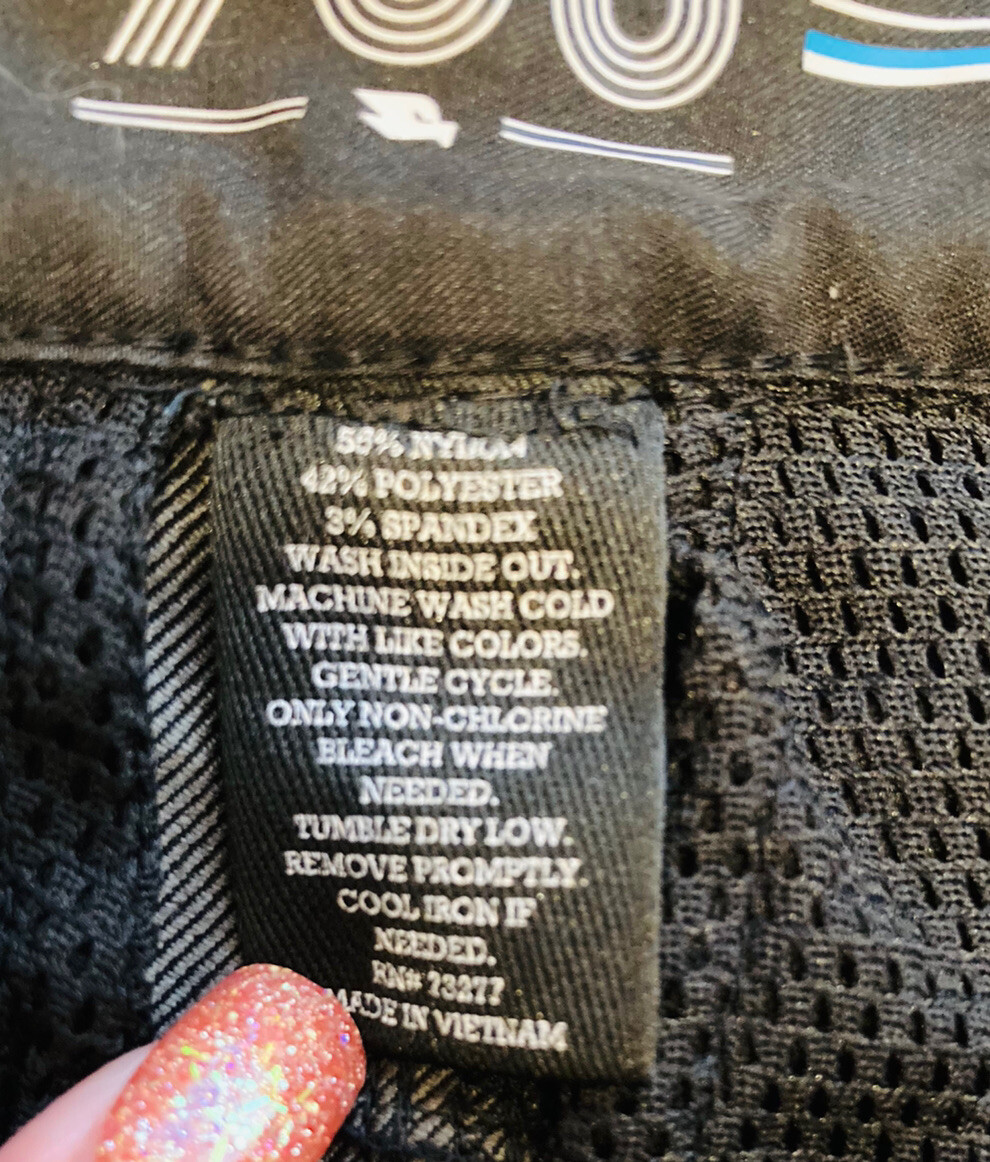 55% NYLON
42% POLYESTER
3% SPANDEX
WASH INSIDE OUT.
MACHINE WASH COLD
WITH LIKE COLORS.
GENTLE CYCLE.
ONLY NON-CHLORINE
BLEACH WHEN
NEEDED.
TUMBLE DRY LOW.
REMOVE PROMPTLY.
COOL IRON IF
NEEDED.
RN# 73277
MADE IN VIETNAM